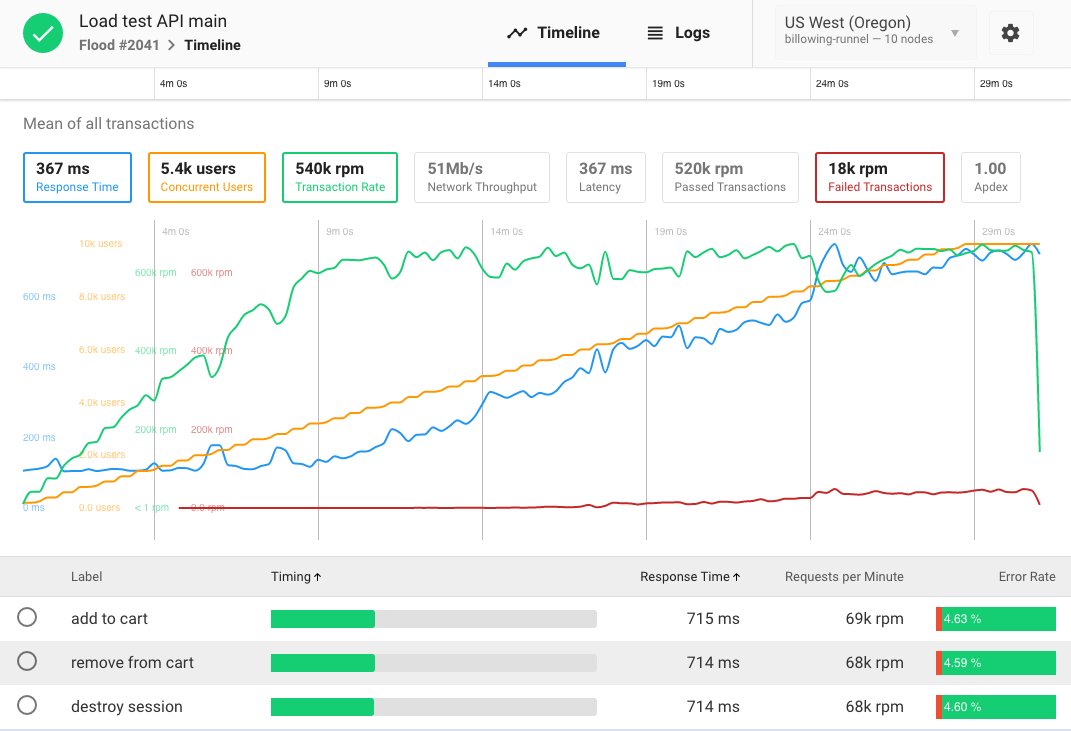 Load test API main
Flood #2041 > Timeline
Timeline
Logs
US West (Oregon)
billowing-runnel — 10 nodes
4m 0s 9m 0s 14m 0s 19m 0s 24m 0s 29m 0s
Mean of all transactions
367 ms
Response Time
5.4k users
Concurrent Users
540k rpm
Transaction Rate
51Mb/s
Network Throughput
367 ms
Latency
520k rpm
Passed Transactions
18k rpm
Failed Transactions
1.00
Apdex
4m 0s 9m 0s 14m 0s 19m 0s 24m 0s 29m 0s
10k users
600k rpm 600k rpm
600 ms 8.0k users
6.0k users 400k rpm 400k rpm
400 ms
4.0k users
200k rpm 200k rpm
200 ms
2.0k users
0 ms 0.0 users < 1 rpm 0.0 rpm
Label Timing↑ Response Time↑ Requests per Minute Error Rate
add to cart 715 ms 69k rpm 4.63 %
remove from cart 714 ms 68k rpm 4.59 %
destroy session 714 ms 68k rpm 4.60 %